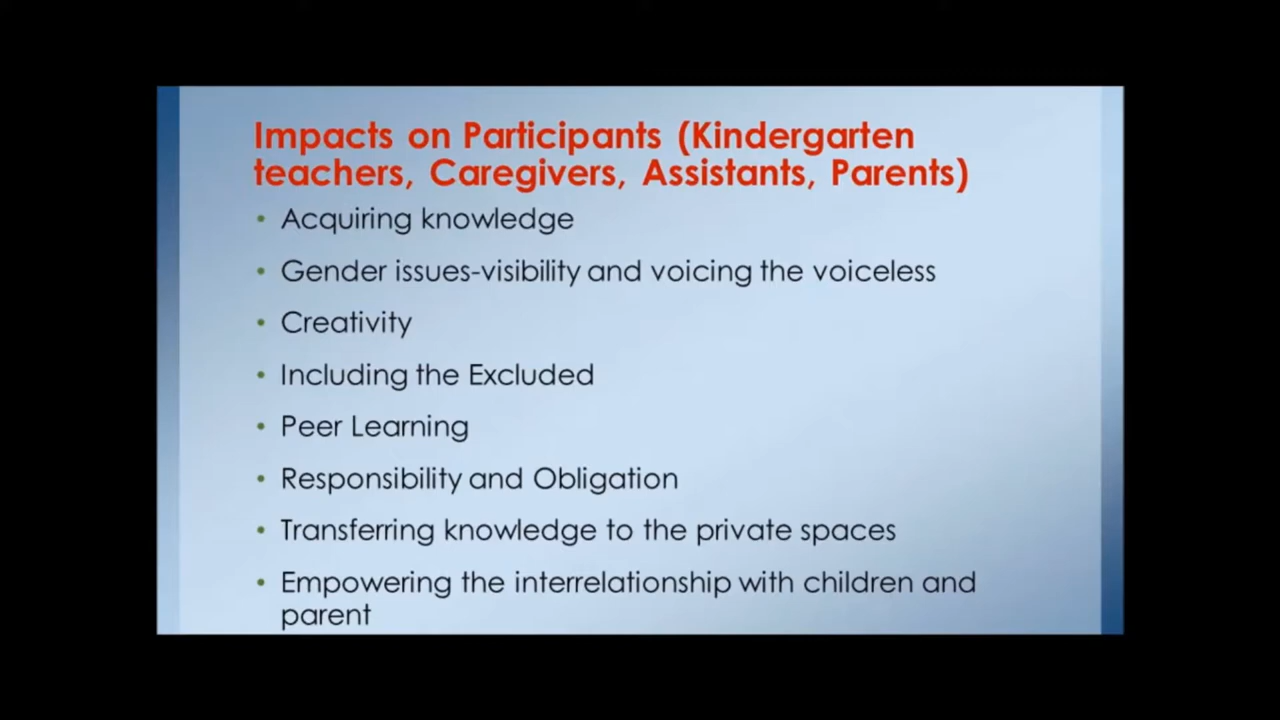 Impacts on Participants (Kindergarten
teachers, Caregivers, Assistants, Parents)
• Acquiring knowledge
• Gender issues-visibility and voicing the voiceless
• Creativity
• Including the Excluded
• Peer Learning
• Responsibility and Obligation
• Transferring knowledge to the private spaces
• Empowering the interrelationship with children and
parent